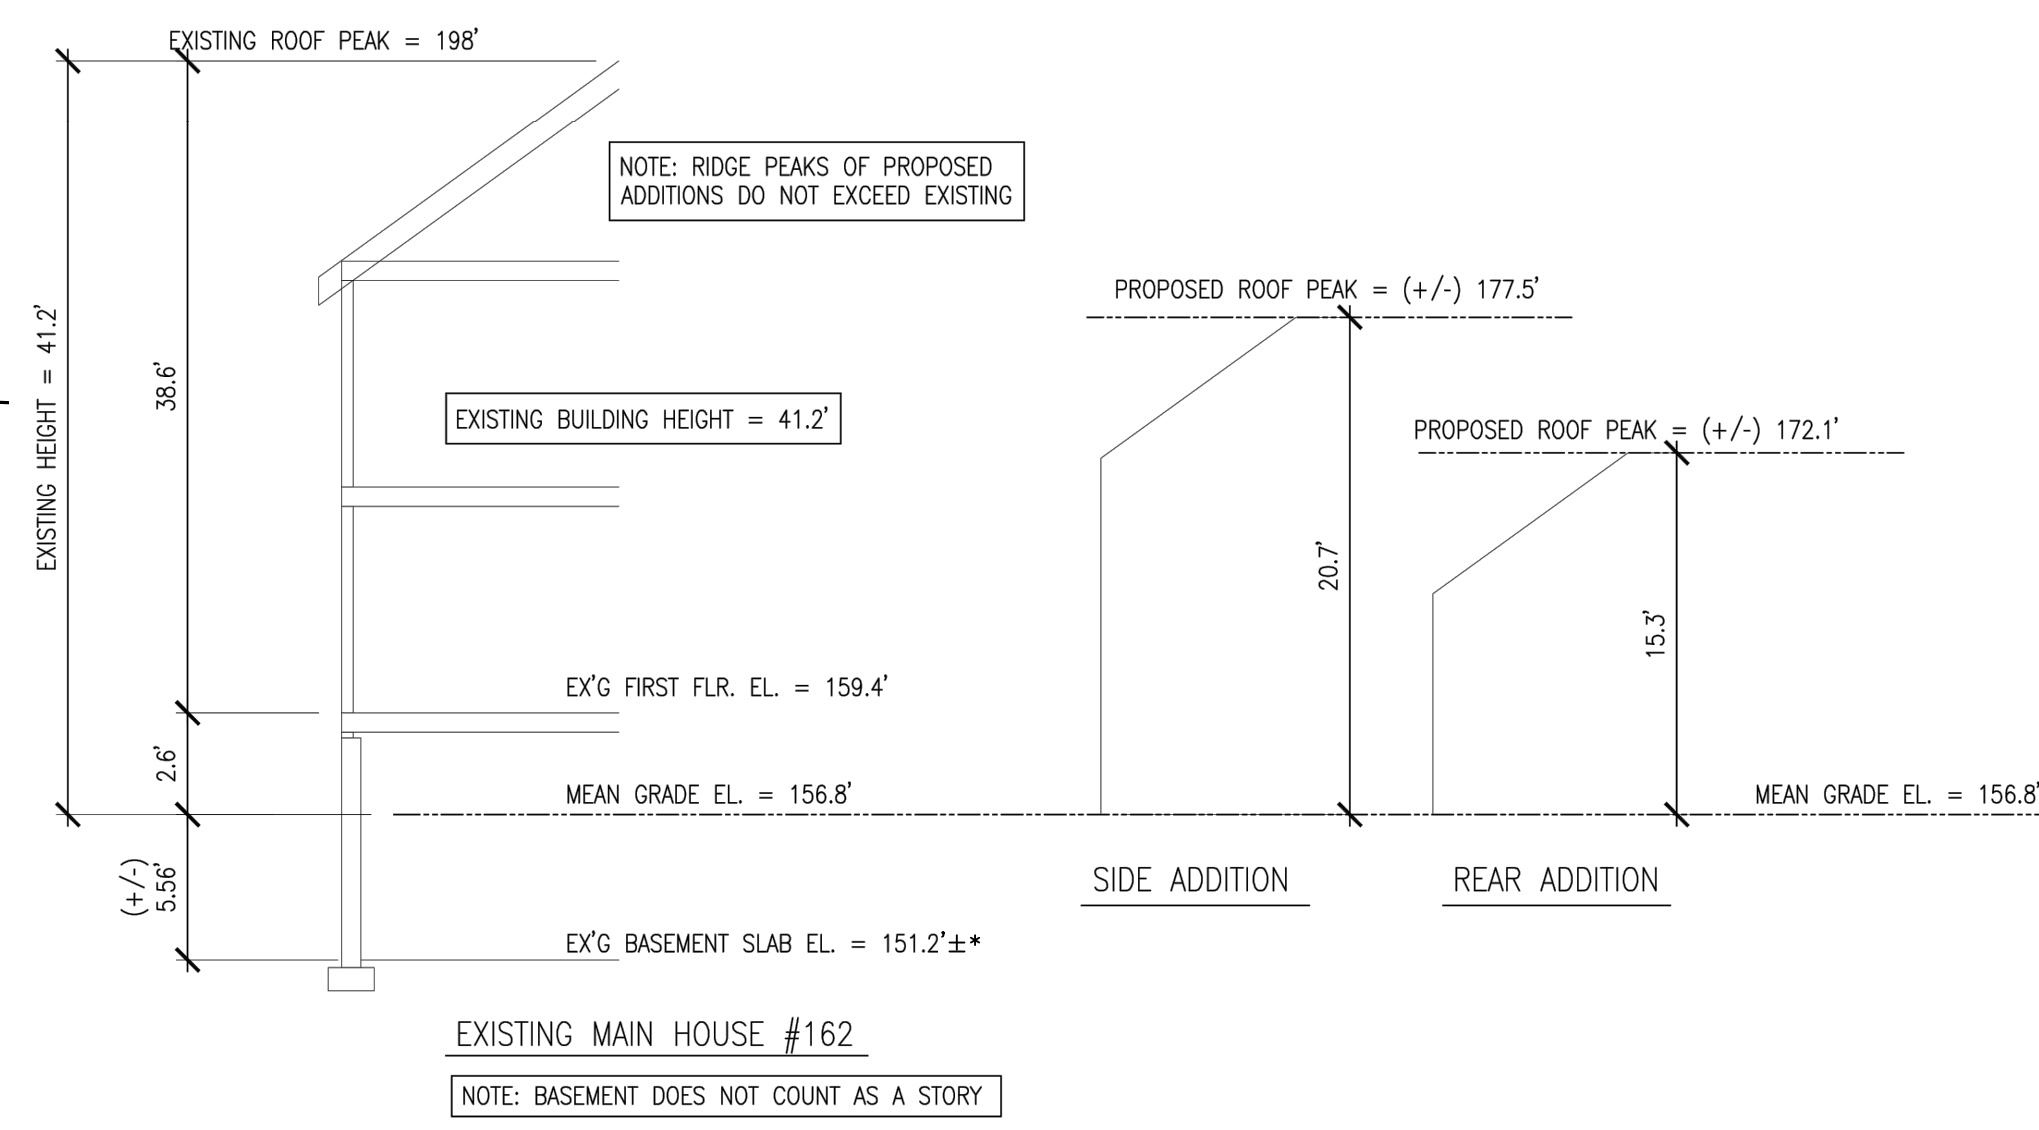 EXISTING ROOF PEAK = 198'
NOTE: RIDGE PEAKS OF PROPOSED
ADDITIONS DO NOT EXCEED EXISTING
PROPOSED ROOF PEAK = (+/-) 177.5'
EXISTING HEIGHT = 41.2'
38.6'
EXISTING BUILDING HEIGHT = 41.2'
PROPOSED ROOF PEAK = (+/-) 172.1'
20.7'
15.3'
EX'G FIRST FLR. EL. = 159.4'
2.6'
MEAN GRADE EL. = 156.8'
MEAN GRADE EL. = 156.8'
(+/-)
5.56'
SIDE ADDITION
REAR ADDITION
EX'G BASEMENT SLAB EL. = 151.2'±*
EXISTING MAIN HOUSE #162
NOTE: BASEMENT DOES NOT COUNT AS A STORY